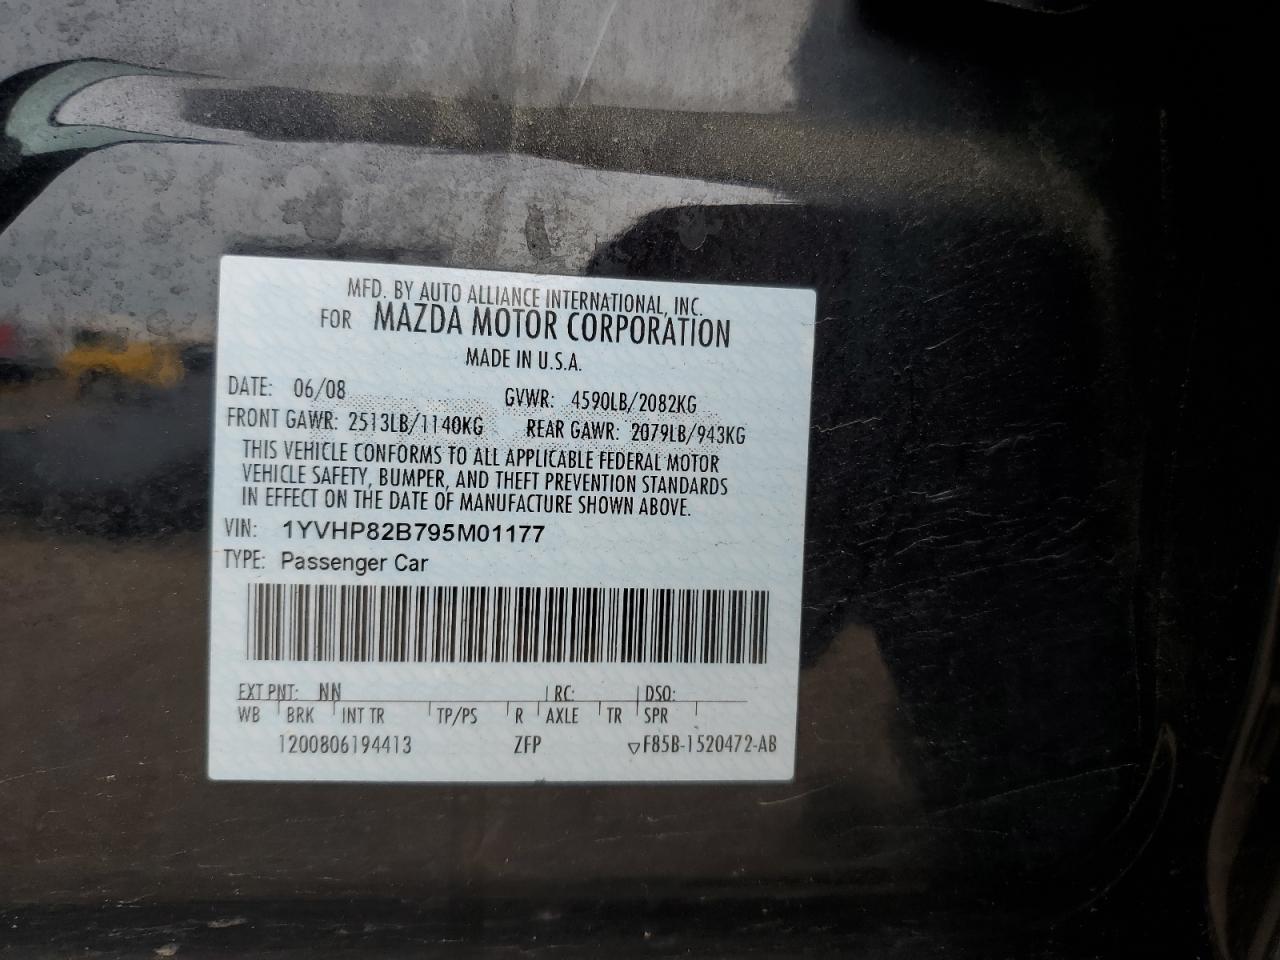 MFD. BY AUTO ALLIANCE INTERNATIONAL, INC.
FOR MAZDA MOTOR CORPORATION
MADE IN U.S.A.
DATE: 06/08 GVWR: 4590LB/2082KG
FRONT GAWR: 2513LB/1140KG REAR GAWR: 2079LB/943KG
THIS VEHICLE CONFORMS TO ALL APPLICABLE FEDERAL MOTOR
VEHICLE SAFETY, BUMPER, AND THEFT PREVENTION STANDARDS
IN EFFECT ON THE DATE OF MANUFACTURE SHOWN ABOVE.
VIN: 1YVHP82B795M01177
TYPE: Passenger Car
EXT PNT: NN RC: DSO:
WB BRK INT TR TP/PS R AXLE TR SPR
1200806194413 ZFP ▽F85B-1520472-AB